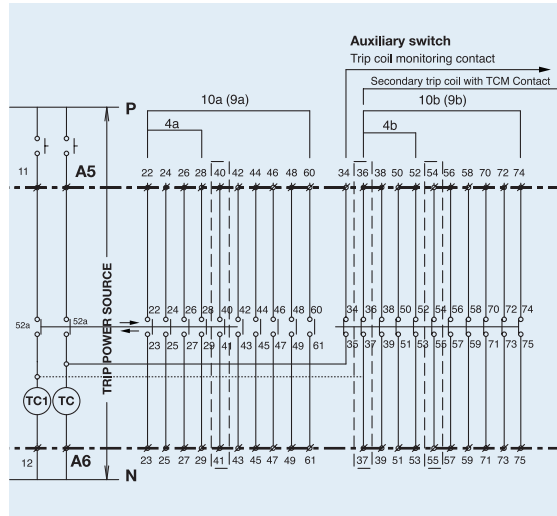 Auxiliary switch
Trip coil monitoring contact
Secondary trip coil with TCM Contact
P 10a (9a) 10b (9b)
4a 4b
11 A5 22 24 26 28 40 42 44 46 48 60 34 36 38 50 52 54 56 58 70 72 74
TRIP POWER SOURCE
52a 52a 22 24 26 28 40 42 44 46 48 60 34 36 38 50 52 54 56 58 70 72 74
23 25 27 29 41 43 45 47 49 61 35 37 39 51 53 55 57 59 71 73 75
TC1 TC
12 A6 23 25 27 29 41 43 45 47 49 61 37 39 51 53 55 57 59 71 73 75
N